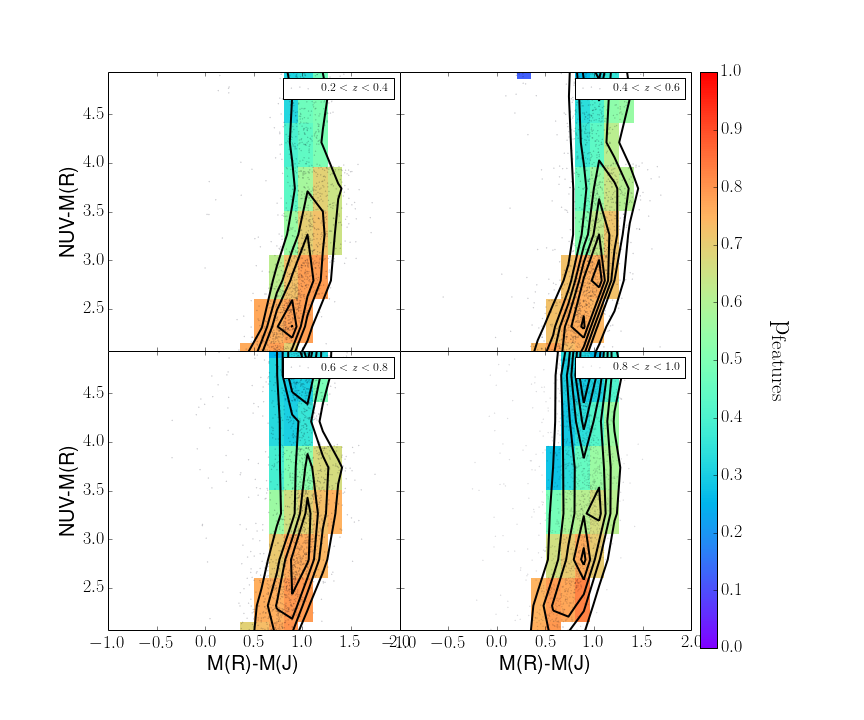 0.2 < z < 0.4
0.4 < z < 0.6
NUV-M(R)
4.5
4.0
3.5
3.0
2.5
0.6 < z < 0.8
0.8 < z < 1.0
NUV-M(R)
4.5
4.0
3.5
3.0
2.5
−1.0 −0.5 0.0 0.5 1.0 1.5 2.0
−1.0 −0.5 0.0 0.5 1.0 1.5 2.0
M(R)-M(J)
M(R)-M(J)
1.0
0.9
0.8
0.7
0.6
0.5
0.4
0.3
0.2
0.1
0.0
Pfeatures